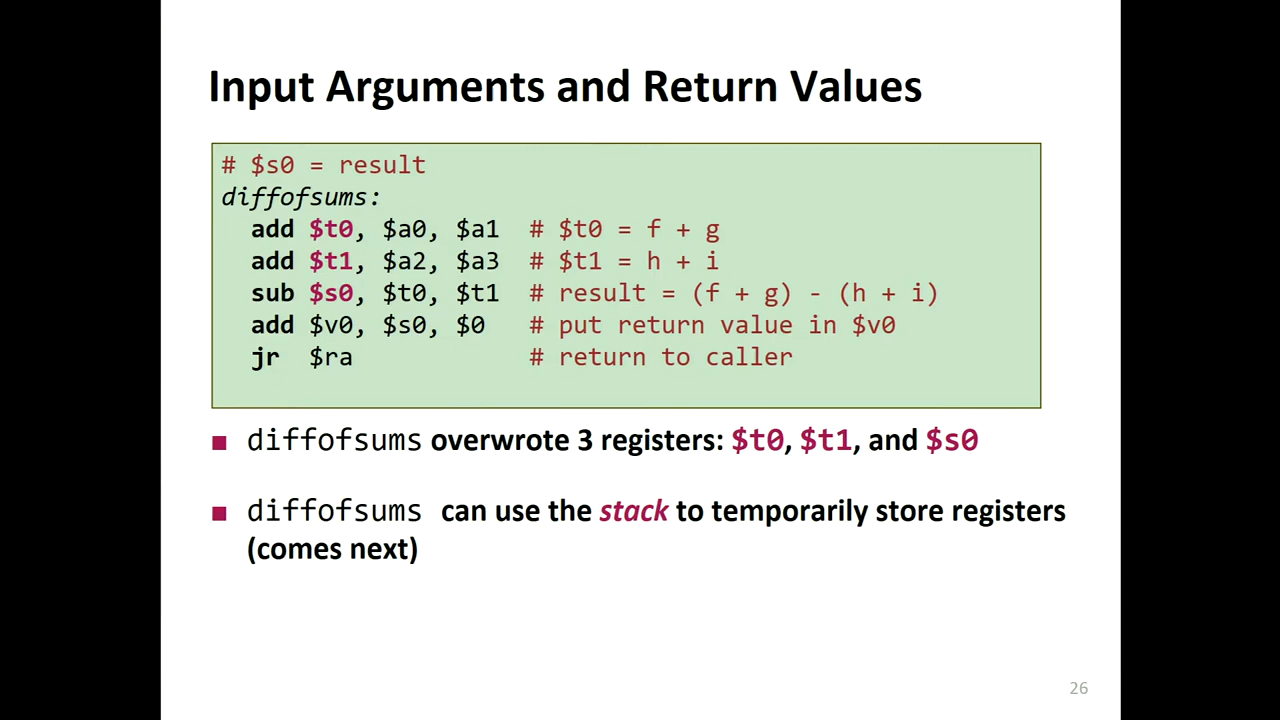 Input Arguments and Return Values
# $s0 = result
diffofsums:
add $t0, $a0, $a1 # $t0 = f + g
add $t1, $a2, $a3 # $t1 = h + i
sub $s0, $t0, $t1 # result = (f + g) - (h + i)
add $v0, $s0, $0 # put return value in $v0
jr $ra # return to caller
■ diffofsums overwrote 3 registers: $t0, $t1, and $s0
■ diffofsums can use the stack to temporarily store registers
(comes next)
26